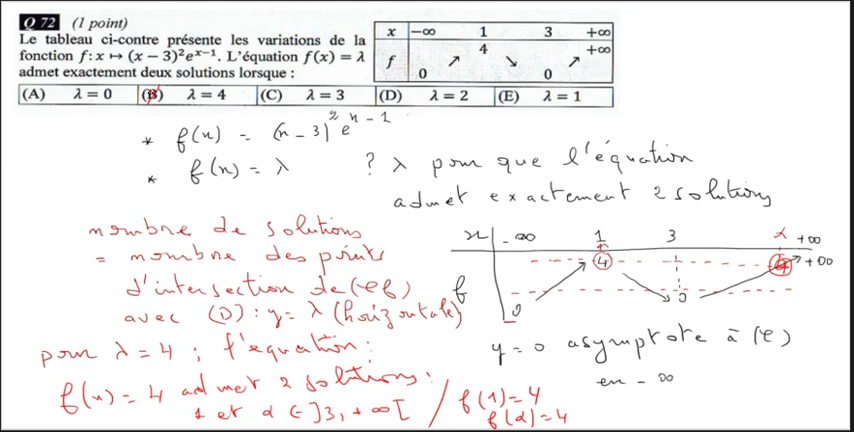 Q 72 (1 point)
Le tableau ci-contre présente les variations de la
fonction f: x ↦ (x − 3)²eˣ⁻¹. L'équation f(x) = λ
admet exactement deux solutions lorsque :
x −∞ 1 3 +∞
f 0 ↗ 4 ↘ 0 ↗ +∞
(A) λ = 0 (B) λ = 4 (C) λ = 3 (D) λ = 2 (E) λ = 1
* f(x) = (x − 3)² eˣ⁻¹
* f(x) = λ ? λ pour que l'équation
admet exactement 2 solutions
nombre de solutions
= nombre des points
d'intersection de (Cf)
avec (D): y = λ (horizontale)
pour λ = 4 ; l'equation :
f(x) = 4 admet 2 solutions :
1 et α ∈ ]3, +∞[ / f(1) = 4
f(α) = 4
x −∞ 1 3 α +∞
f 0 ↗ 4 ↘ 0 ↗ 4 +∞
y = 0 asymptote à (C)
en −∞